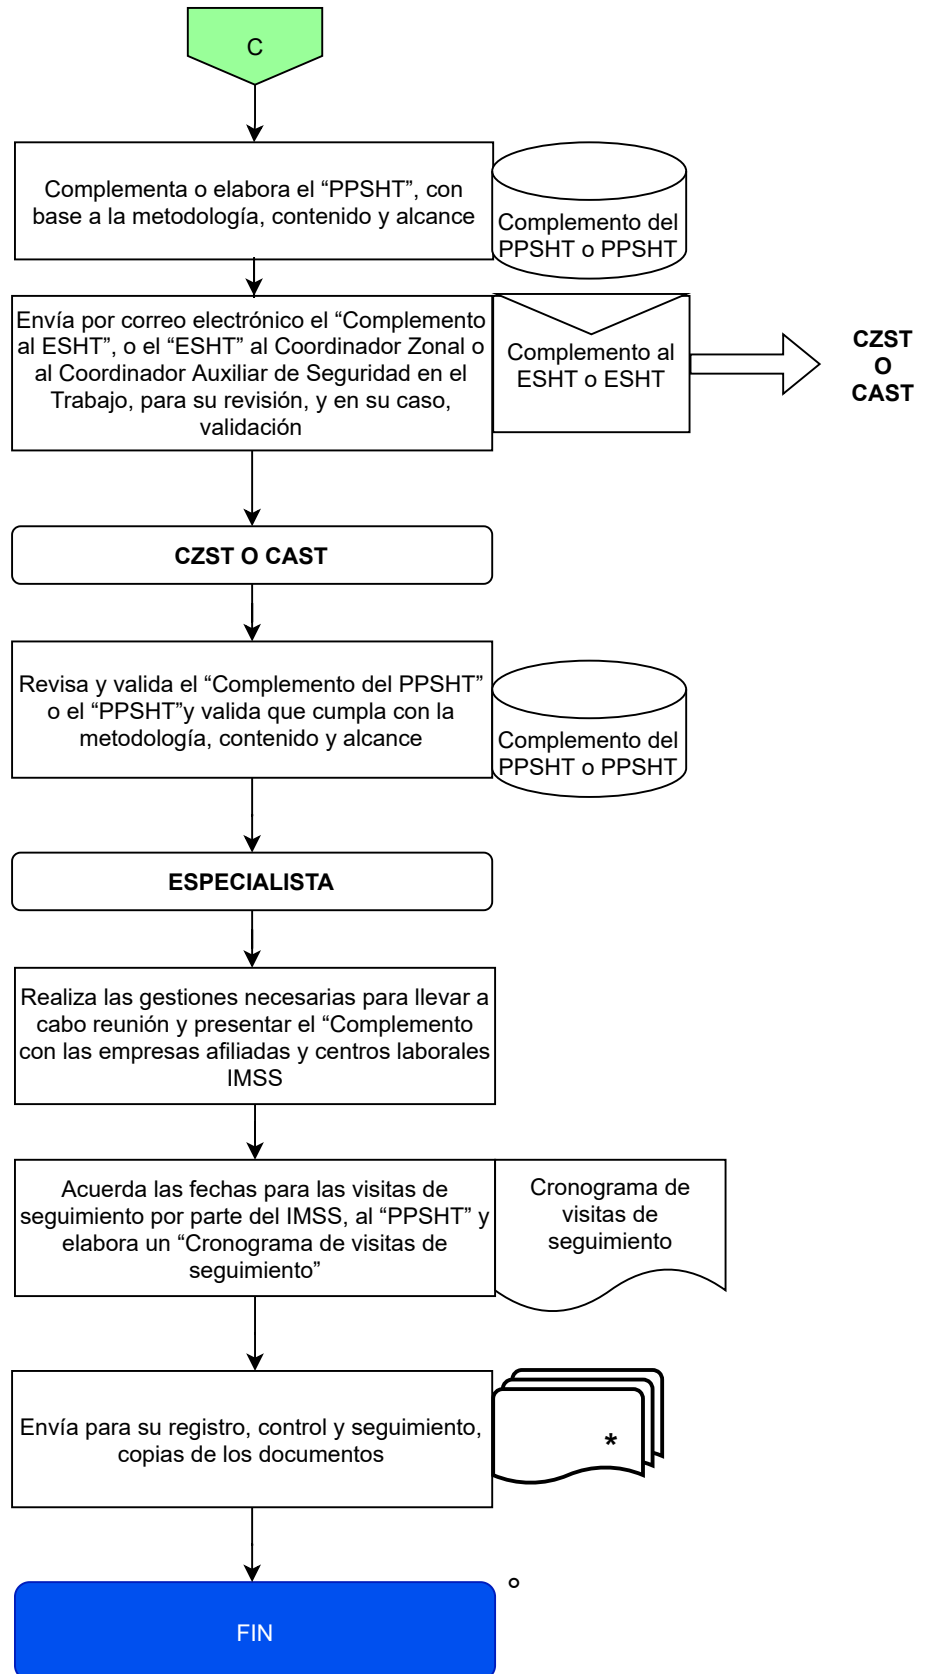 C
Complementa o elabora el “PPSHT”, con
base a la metodología, contenido y alcance
Complemento del
PPSHT o PPSHT
Envía por correo electrónico el “Complemento
al ESHT”, o el “ESHT” al Coordinador Zonal o
al Coordinador Auxiliar de Seguridad en el
Trabajo, para su revisión, y en su caso,
validación
Complemento al
ESHT o ESHT
CZST
O
CAST
CZST O CAST
Revisa y valida el “Complemento del PPSHT”
o el “PPSHT”y valida que cumpla con la
metodología, contenido y alcance
Complemento del
PPSHT o PPSHT
ESPECIALISTA
Realiza las gestiones necesarias para llevar a
cabo reunión y presentar el “Complemento
con las empresas afiliadas y centros laborales
IMSS
Acuerda las fechas para las visitas de
seguimiento por parte del IMSS, al “PPSHT” y
elabora un “Cronograma de visitas de
seguimiento”
Cronograma de
visitas de
seguimiento
Envía para su registro, control y seguimiento,
copias de los documentos
*
FIN